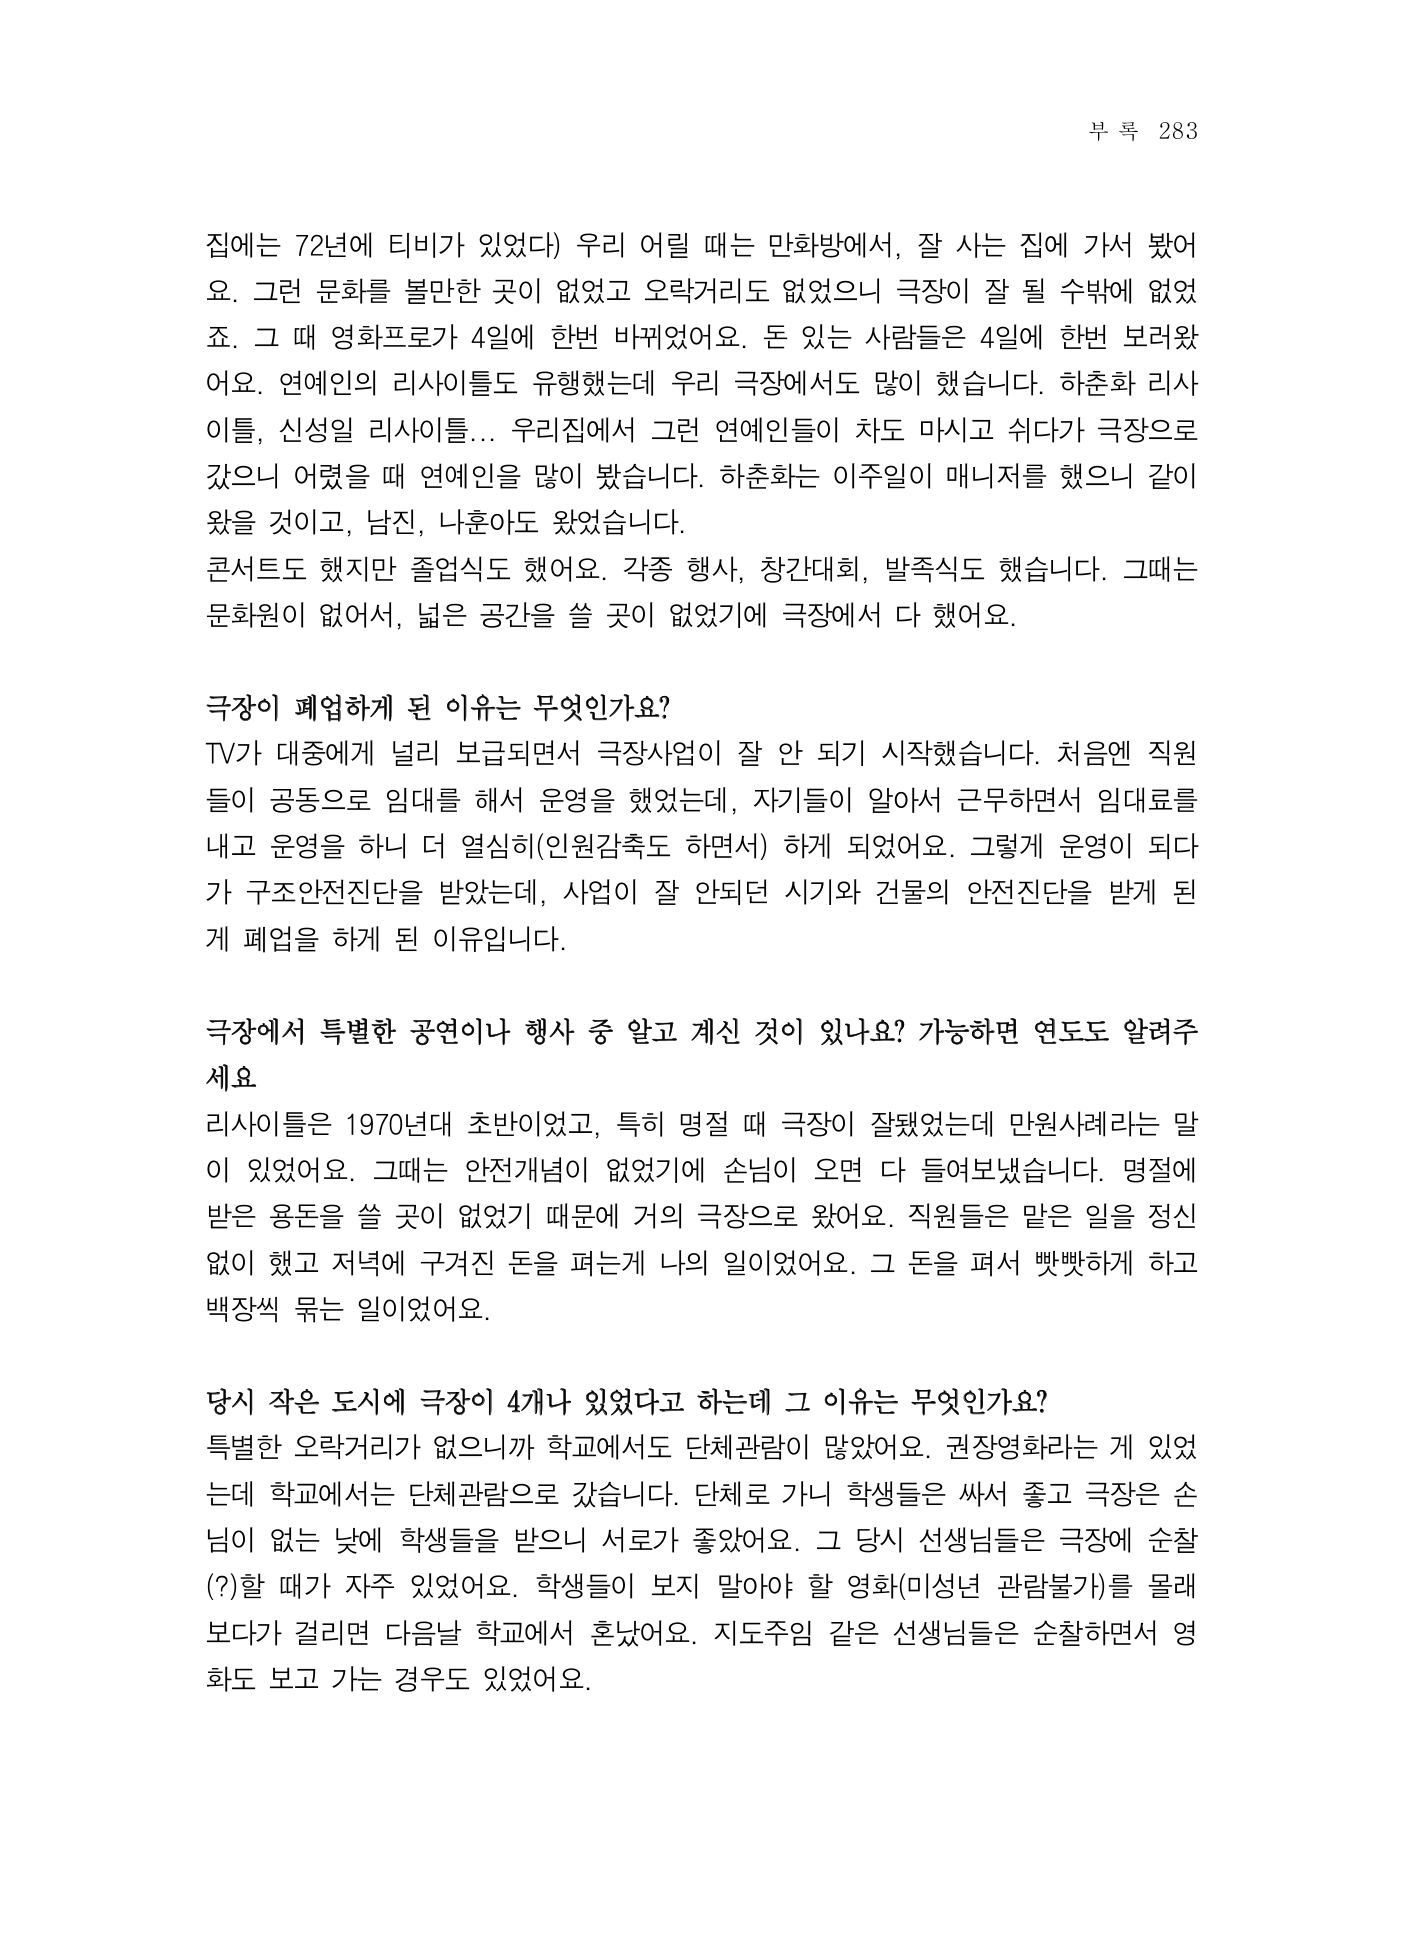 부 록 283
집에는 72년에 티비가 있었다) 우리 어릴 때는 만화방에서, 잘 사는 집에 가서 봤어
요. 그런 문화를 볼만한 곳이 없었고 오락거리도 없었으니 극장이 잘 될 수밖에 없었
죠. 그 때 영화프로가 4일에 한번 바뀌었어요. 돈 있는 사람들은 4일에 한번 보러왔
어요. 연예인의 리사이틀도 유행했는데 우리 극장에서도 많이 했습니다. 하춘화 리사
이틀, 신성일 리사이틀... 우리집에서 그런 연예인들이 차도 마시고 쉬다가 극장으로
갔으니 어렸을 때 연예인을 많이 봤습니다. 하춘화는 이주일이 매니저를 했으니 같이
왔을 것이고, 남진, 나훈아도 왔었습니다.
콘서트도 했지만 졸업식도 했어요. 각종 행사, 창간대회, 발족식도 했습니다. 그때는
문화원이 없어서, 넓은 공간을 쓸 곳이 없었기에 극장에서 다 했어요.
극장이 폐업하게 된 이유는 무엇인가요?
TV가 대중에게 널리 보급되면서 극장사업이 잘 안 되기 시작했습니다. 처음엔 직원
들이 공동으로 임대를 해서 운영을 했었는데, 자기들이 알아서 근무하면서 임대료를
내고 운영을 하니 더 열심히(인원감축도 하면서) 하게 되었어요. 그렇게 운영이 되다
가 구조안전진단을 받았는데, 사업이 잘 안되던 시기와 건물의 안전진단을 받게 된
게 폐업을 하게 된 이유입니다.
극장에서 특별한 공연이나 행사 중 알고 계신 것이 있나요? 가능하면 연도도 알려주
세요
리사이틀은 1970년대 초반이었고, 특히 명절 때 극장이 잘됐었는데 만원사례라는 말
이 있었어요. 그때는 안전개념이 없었기에 손님이 오면 다 들여보냈습니다. 명절에
받은 용돈을 쓸 곳이 없었기 때문에 거의 극장으로 왔어요. 직원들은 맡은 일을 정신
없이 했고 저녁에 구겨진 돈을 펴는게 나의 일이었어요. 그 돈을 펴서 빳빳하게 하고
백장씩 묶는 일이었어요.
당시 작은 도시에 극장이 4개나 있었다고 하는데 그 이유는 무엇인가요?
특별한 오락거리가 없으니까 학교에서도 단체관람이 많았어요. 권장영화라는 게 있었
는데 학교에서는 단체관람으로 갔습니다. 단체로 가니 학생들은 싸서 좋고 극장은 손
님이 없는 낮에 학생들을 받으니 서로가 좋았어요. 그 당시 선생님들은 극장에 순찰
(?)할 때가 자주 있었어요. 학생들이 보지 말아야 할 영화(미성년 관람불가)를 몰래
보다가 걸리면 다음날 학교에서 혼났어요. 지도주임 같은 선생님들은 순찰하면서 영
화도 보고 가는 경우도 있었어요.